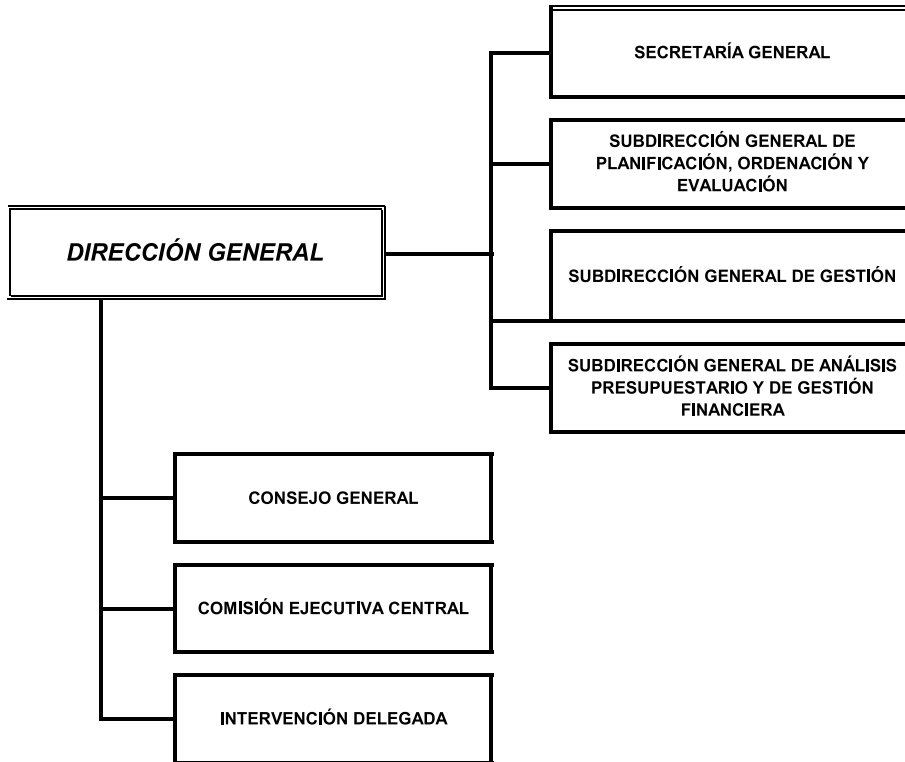 SECRETARÍA GENERAL
SUBDIRECCIÓN GENERAL DE
PLANIFICACIÓN, ORDENACIÓN Y
EVALUACIÓN
DIRECCIÓN GENERAL
SUBDIRECCIÓN GENERAL DE GESTIÓN
SUBDIRECCIÓN GENERAL DE ANÁLISIS
PRESUPUESTARIO Y DE GESTIÓN
FINANCIERA
CONSEJO GENERAL
COMISIÓN EJECUTIVA CENTRAL
INTERVENCIÓN DELEGADA